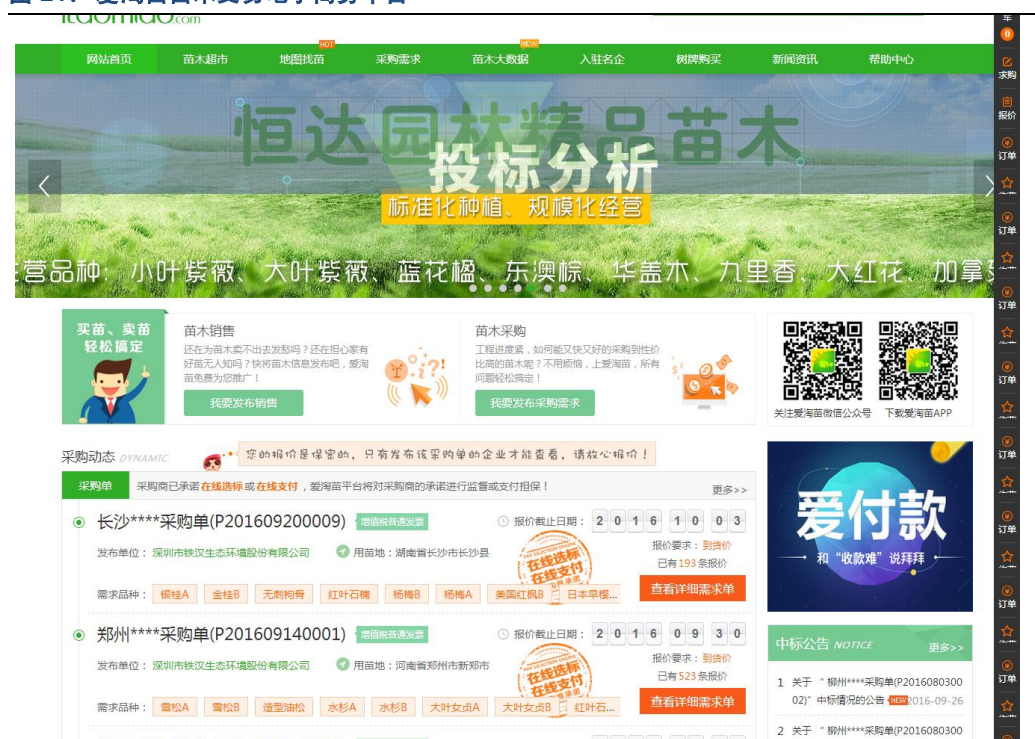 itaomiao.com
车
0
HOT
NEW
网站首页 苗木超市 地图找苗 采购需求 苗木大数据 入驻名企 树牌购买 新闻资讯 帮助中心
求购
报价
订单
订单
订单
订单
订单
订单
订单
订单
恒达园林精品苗木
投标分析
标准化种植、规模化经营
营品种：小叶紫薇、大叶紫薇、蓝花楹、东澳棕、华盖木、九里香、大红花、加拿
买苗、卖苗
轻松搞定
苗木销售
还在为苗木卖不出去发愁吗？还在担心家有
好苗无人知吗？快将苗木信息发布吧，爱淘
苗免费为您推广！
我要发布销售
苗木采购
工程进度紧，如何能又快又好的采购到性价
比高的苗木呢？不用烦恼，上爱淘苗，所有
问题轻松搞定！
我要发布采购需求
关注爱淘苗微信公众号 下载爱淘苗APP
采购动态 DYNAMIC
您的报价是保密的，只有发布该采购单的企业才能查看，请放心报价！
采购单 采购商已承诺在线选标或在线支付，爱淘苗平台将对采购商的承诺进行监督或支付担保！ 更多>>
长沙****采购单(P201609200009) 增值税普通发票 报价截止日期： 2 0 1 6 1 0 0 3
发布单位：深圳市铁汉生态环境股份有限公司 用苗地：湖南省长沙市长沙县
在线选标
在线支付
报价要求：到货价
已有193条报价
需求品种： 银桂A 金桂B 无刺枸骨 红叶石楠 杨梅B 杨梅A 美国红枫B 日本早樱...
查看详细需求单
郑州****采购单(P201609140001) 增值税普通发票 报价截止日期： 2 0 1 6 0 9 3 0
发布单位：深圳市铁汉生态环境股份有限公司 用苗地：河南省郑州市新郑市
在线选标
在线支付
报价要求：到货价
已有523条报价
需求品种： 雪松A 雪松B 造型油松 水杉A 水杉B 大叶女贞A 大叶女贞B 红叶石...
查看详细需求单
爱付款
和“收款难”说拜拜
中标公告 NOTICE 更多>>
1 关于“柳州****采购单(P2016080300
02)”中标情况的公告 NEW 2016-09-26
2 关于“柳州****采购单(P2016080300